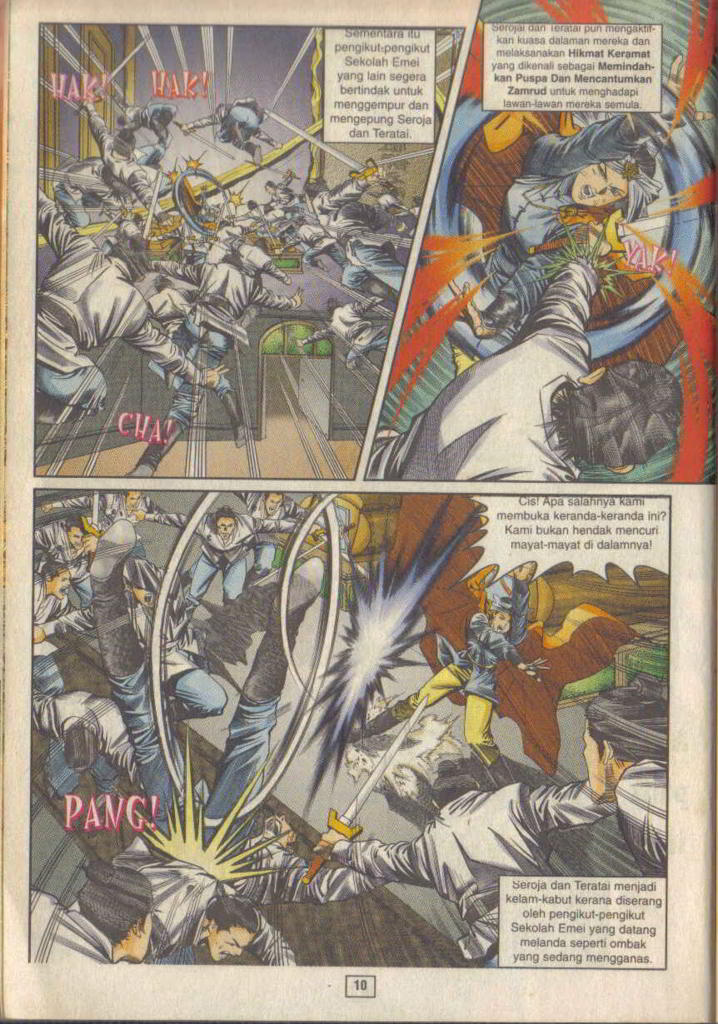 Sementara itu
pengikut-pengikut
Sekolah Emei
yang lain segera
bertindak untuk
menggempur dan
mengepung Seroja
dan Teratai.
HAK!
HAK!
CHA!
Seroja dan Teratai pun mengaktif-
kan kuasa dalaman mereka dan
melaksanakan Hikmat Keramat
yang dikenali sebagai Memindah-
kan Puspa Dan Mencantumkan
Zamrud untuk menghadapi
lawan-lawan mereka semula.
YAK!
Cis! Apa salahnya kami
membuka keranda-keranda ini?
Kami bukan hendak mencuri
mayat-mayat di dalamnya!
PANG!
Seroja dan Teratai menjadi
kelam-kabut kerana diserang
oleh pengikut-pengikut
Sekolah Emei yang datang
melanda seperti ombak
yang sedang mengganas.
10